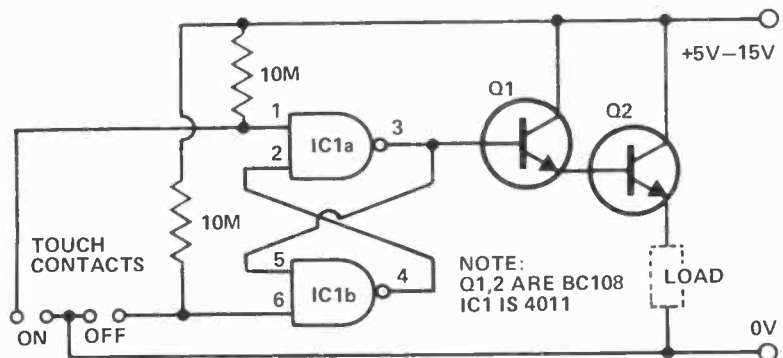 +5V–15V
10M
Q1
Q2
1
IC1a
3
2
10M
TOUCH
CONTACTS
5
IC1b
4
6
NOTE:
Q1,2 ARE BC108
IC1 IS 4011
LOAD
ON
OFF
0V